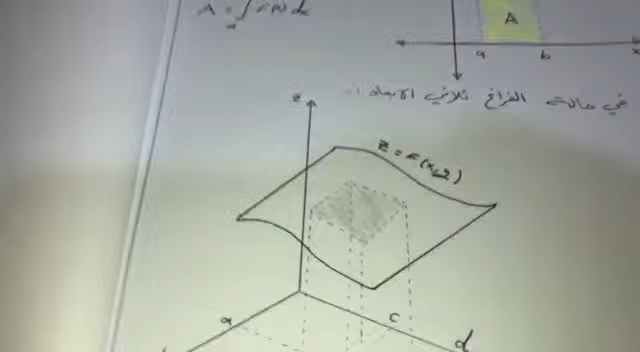 A = ∫ F(x) dx
a
A
a b x
في حالة الفراغ ثلاثي الابعاد :-
z
z = F(x,y)
a c d